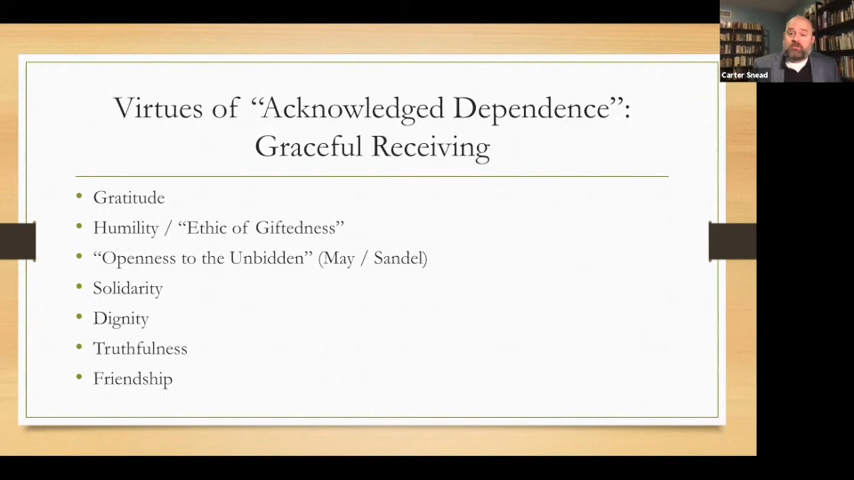 Virtues of “Acknowledged Dependence”:
Graceful Receiving
• Gratitude
• Humility / “Ethic of Giftedness”
• “Openness to the Unbidden” (May / Sandel)
• Solidarity
• Dignity
• Truthfulness
• Friendship
Carter Snead